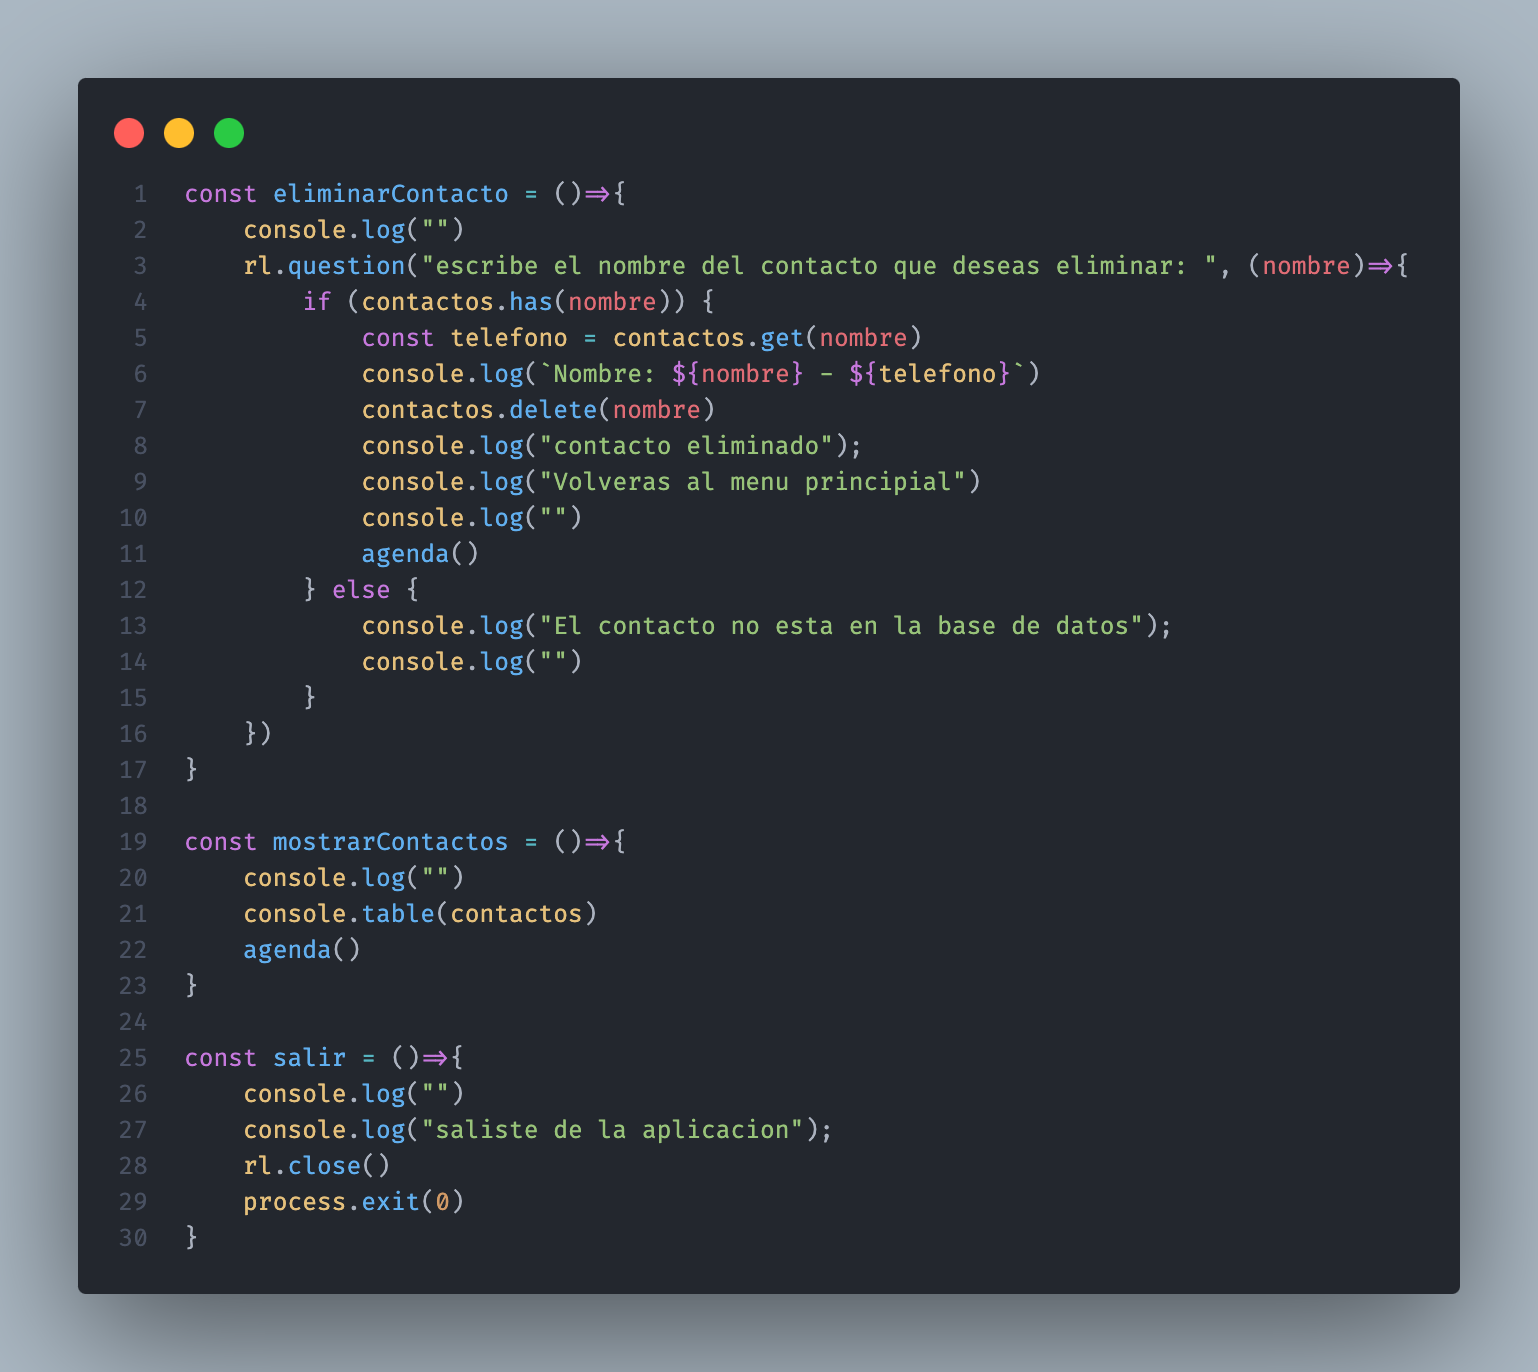 1 const eliminarContacto = ()=>{
2     console.log("")
3     rl.question("escribe el nombre del contacto que deseas eliminar: ", (nombre)=>{
4         if (contactos.has(nombre)) {
5             const telefono = contactos.get(nombre)
6             console.log(`Nombre: ${nombre} - ${telefono}`)
7             contactos.delete(nombre)
8             console.log("contacto eliminado");
9             console.log("Volveras al menu principial")
10             console.log("")
11             agenda()
12         } else {
13             console.log("El contacto no esta en la base de datos");
14             console.log("")
15         }
16     })
17 }
18
19 const mostrarContactos = ()=>{
20     console.log("")
21     console.table(contactos)
22     agenda()
23 }
24
25 const salir = ()=>{
26     console.log("")
27     console.log("saliste de la aplicacion");
28     rl.close()
29     process.exit(0)
30 }